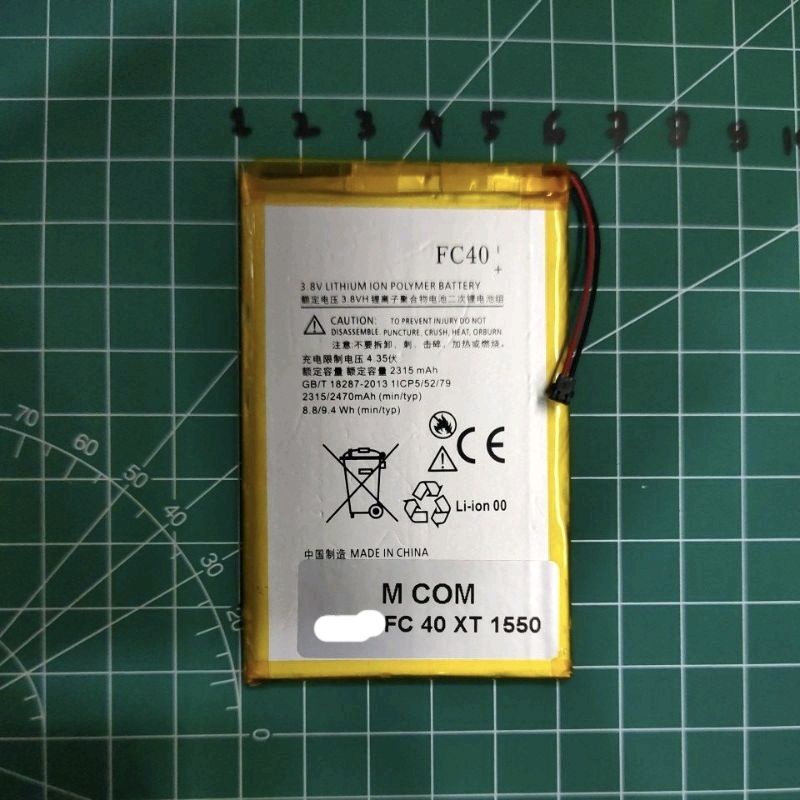 1 2 3 4 5 6 7 8 9 10
FC40 - +
3.8V LITHIUM ION POLYMER BATTERY
额定电压 3.8VH 锂离子聚合物电池二次锂电池组
CAUTION: TO PREVENT INJURY DO NOT
DISASSEMBLE. PUNCTURE, CRUSH, HEAT, ORBURN
注意:不要拆卸,刺,击碎,加热或燃烧。
充电限制电压 4.35伏
额定容量 额定容量 2315 mAh
GB/T 18287-2013 1ICP5/52/79
2315/2470mAh (min/typ)
8.8/9.4 Wh (min/typ)
CE
Li-ion 00
中国制造 MADE IN CHINA
M COM
FC 40 XT 1550
70
60
50
40
30
20
0